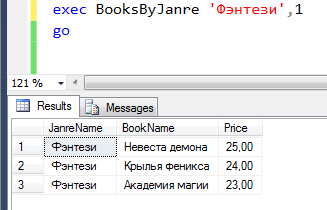 exec BooksByJanre 'Фэнтези',1
go
121 %
Results Messages
JanreName BookName Price
1 Фэнтези Невеста демона 25,00
2 Фэнтези Крылья феникса 24,00
3 Фэнтези Академия магии 23,00